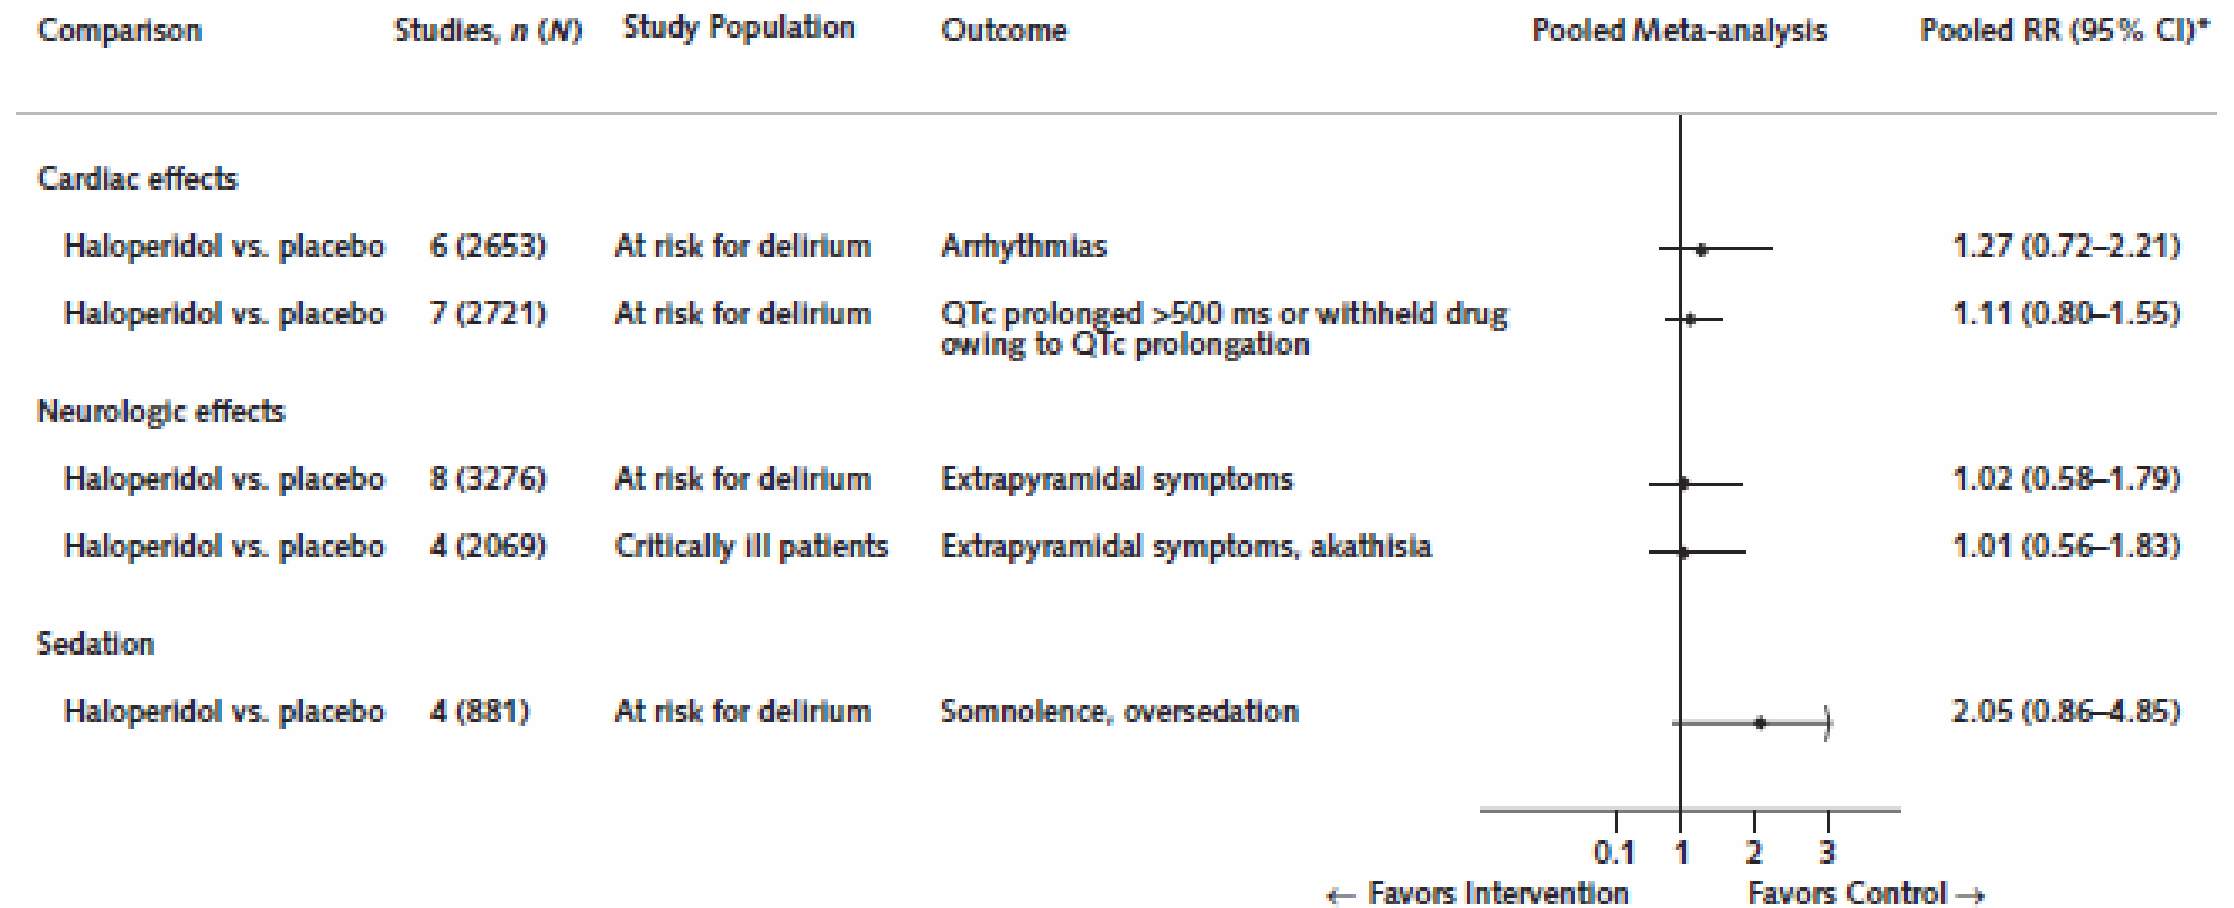 Comparison Studies, n (N) Study Population Outcome Pooled Meta-analysis Pooled RR (95% CI)*
Cardiac effects
Haloperidol vs. placebo 6 (2653) At risk for delirium Arrhythmias 1.27 (0.72–2.21)
Haloperidol vs. placebo 7 (2721) At risk for delirium QTc prolonged >500 ms or withheld drug 1.11 (0.80–1.55)
owing to QTc prolongation
Neurologic effects
Haloperidol vs. placebo 8 (3276) At risk for delirium Extrapyramidal symptoms 1.02 (0.58–1.79)
Haloperidol vs. placebo 4 (2069) Critically ill patients Extrapyramidal symptoms, akathisia 1.01 (0.56–1.83)
Sedation
Haloperidol vs. placebo 4 (881) At risk for delirium Somnolence, oversedation 2.05 (0.86–4.85)
0.1 1 2 3
← Favors Intervention Favors Control →